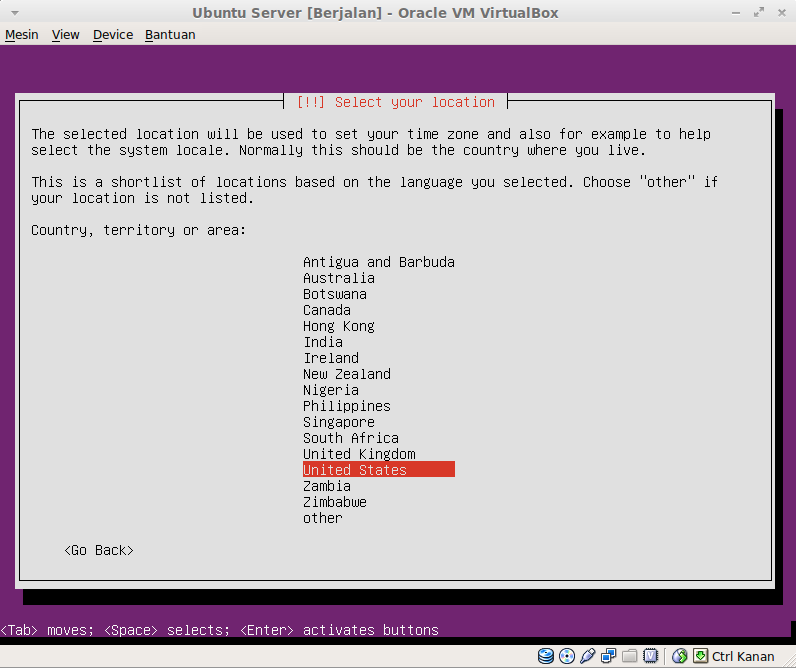 Ubuntu Server [Berjalan] - Oracle VM VirtualBox
Mesin View Device Bantuan
[!!] Select your location
The selected location will be used to set your time zone and also for example to help
select the system locale. Normally this should be the country where you live.
This is a shortlist of locations based on the language you selected. Choose "other" if
your location is not listed.
Country, territory or area:
Antigua and Barbuda
Australia
Botswana
Canada
Hong Kong
India
Ireland
New Zealand
Nigeria
Philippines
Singapore
South Africa
United Kingdom
United States
Zambia
Zimbabwe
other
<Go Back>
<Tab> moves; <Space> selects; <Enter> activates buttons
Ctrl Kanan